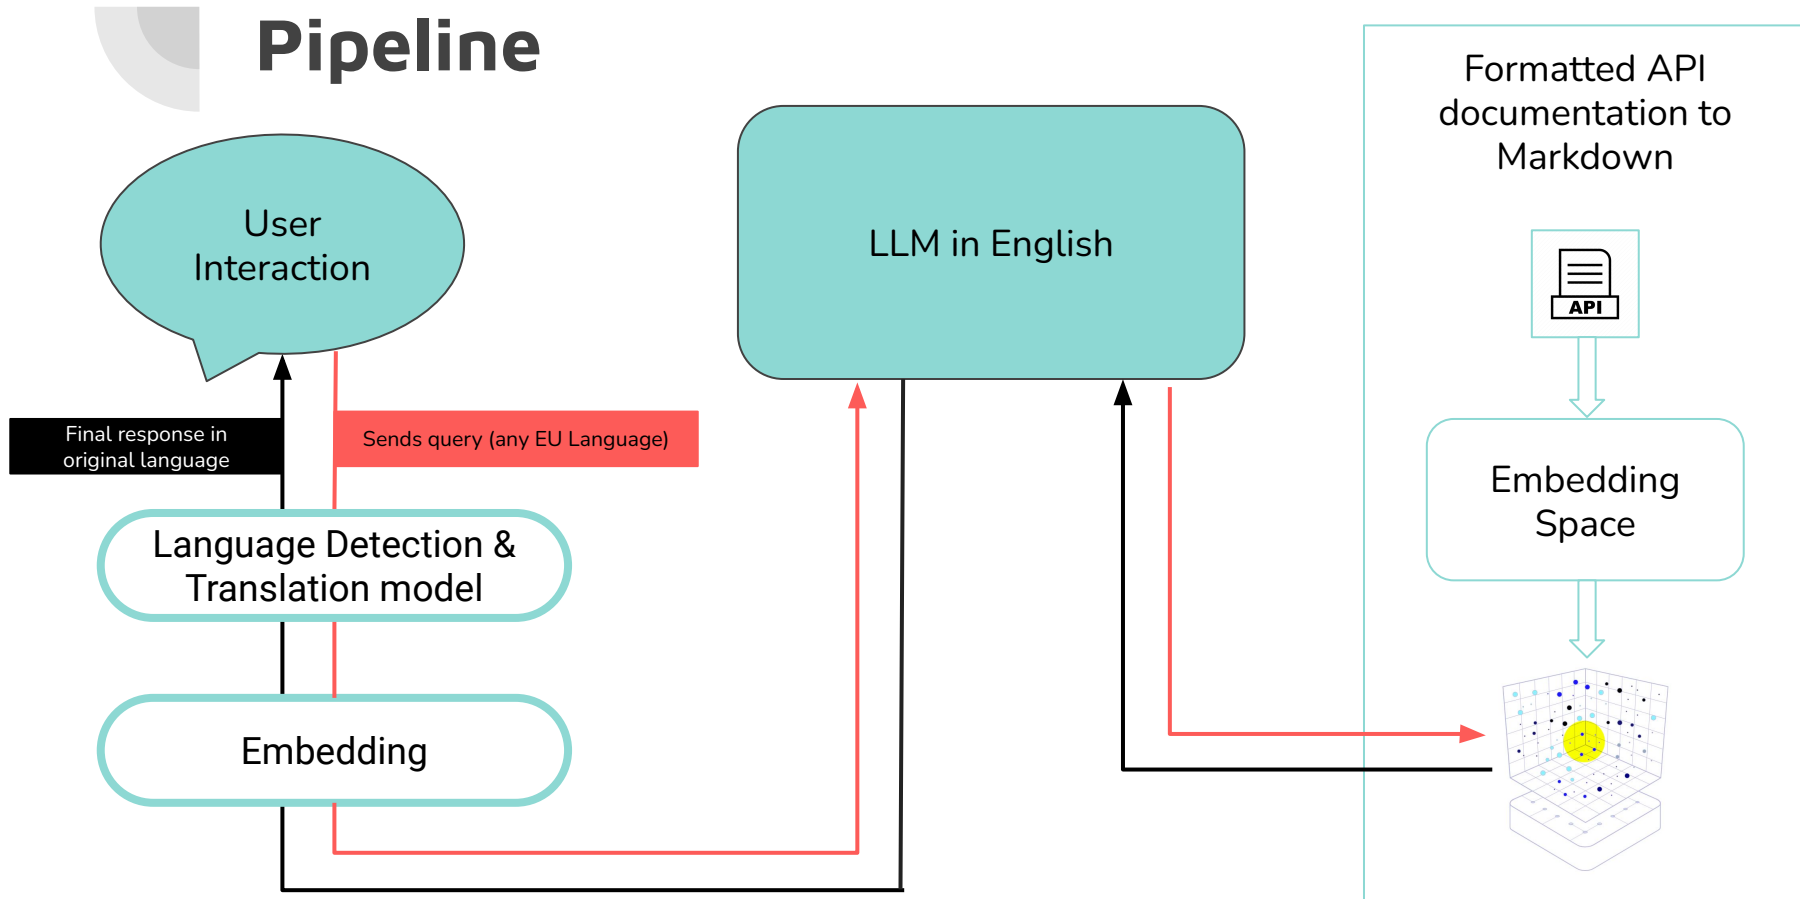 Pipeline
User
Interaction
Final response in
original language
Sends query (any EU Language)
Language Detection &
Translation model
Embedding
LLM in English
Formatted API
documentation to
Markdown
API
Embedding
Space